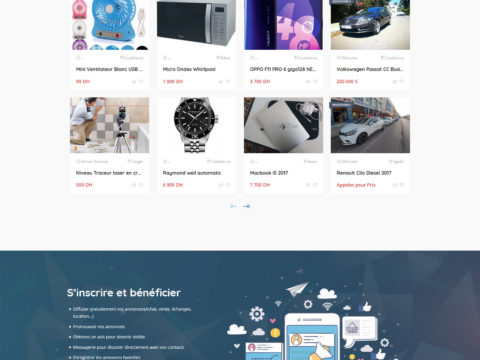 Casablanca
Rabat
Casablanca
Véhicules
Casablanca
Mini Ventilateur Blanc USB ...
Micro Ondes Whirlpool
OPPO F11 PRO 6 giga128 NE...
Volkswagen Passat CC Busi...
99 DH
1 000 DH
2 700 DH
205.000 €
Tanger
Casablanca
Véhicules
Agadir
Niveau Traceur laser en cr...
Raymond weil automatic
Macbook i5 2017
Renault Clio Diesel 2017
500 DH
6 900 DH
7 700 DH
Appelez pour Prix
S'inscrire et bénéficier
Diffuser gratuitement vos annonces(Achat, vente, échanges,
location...)
Promouvoir vos annonces
Obtenez un avis pour devenir visible
Messagerie pour discuter directement avec vos contacts
Enregistrer les annonces favorites